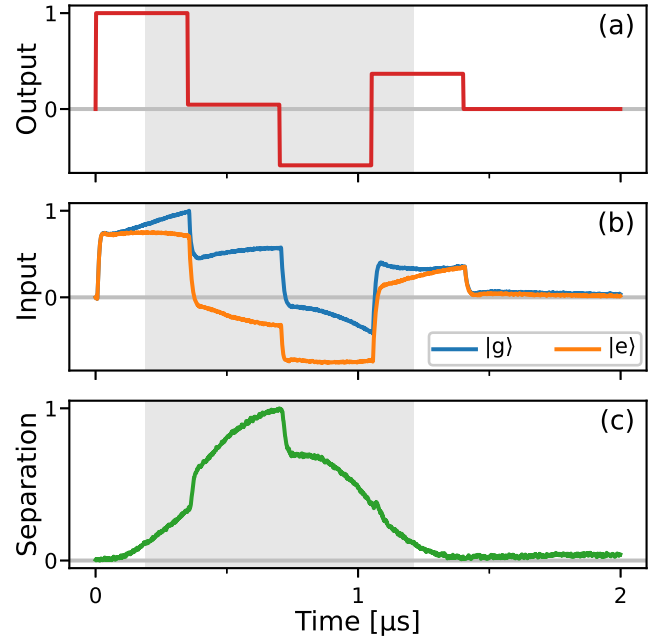 (a)
1
0
Output
(b)
1
0
Input
|g⟩ |e⟩
(c)
1
0
Separation
0 1 2
Time [μs]